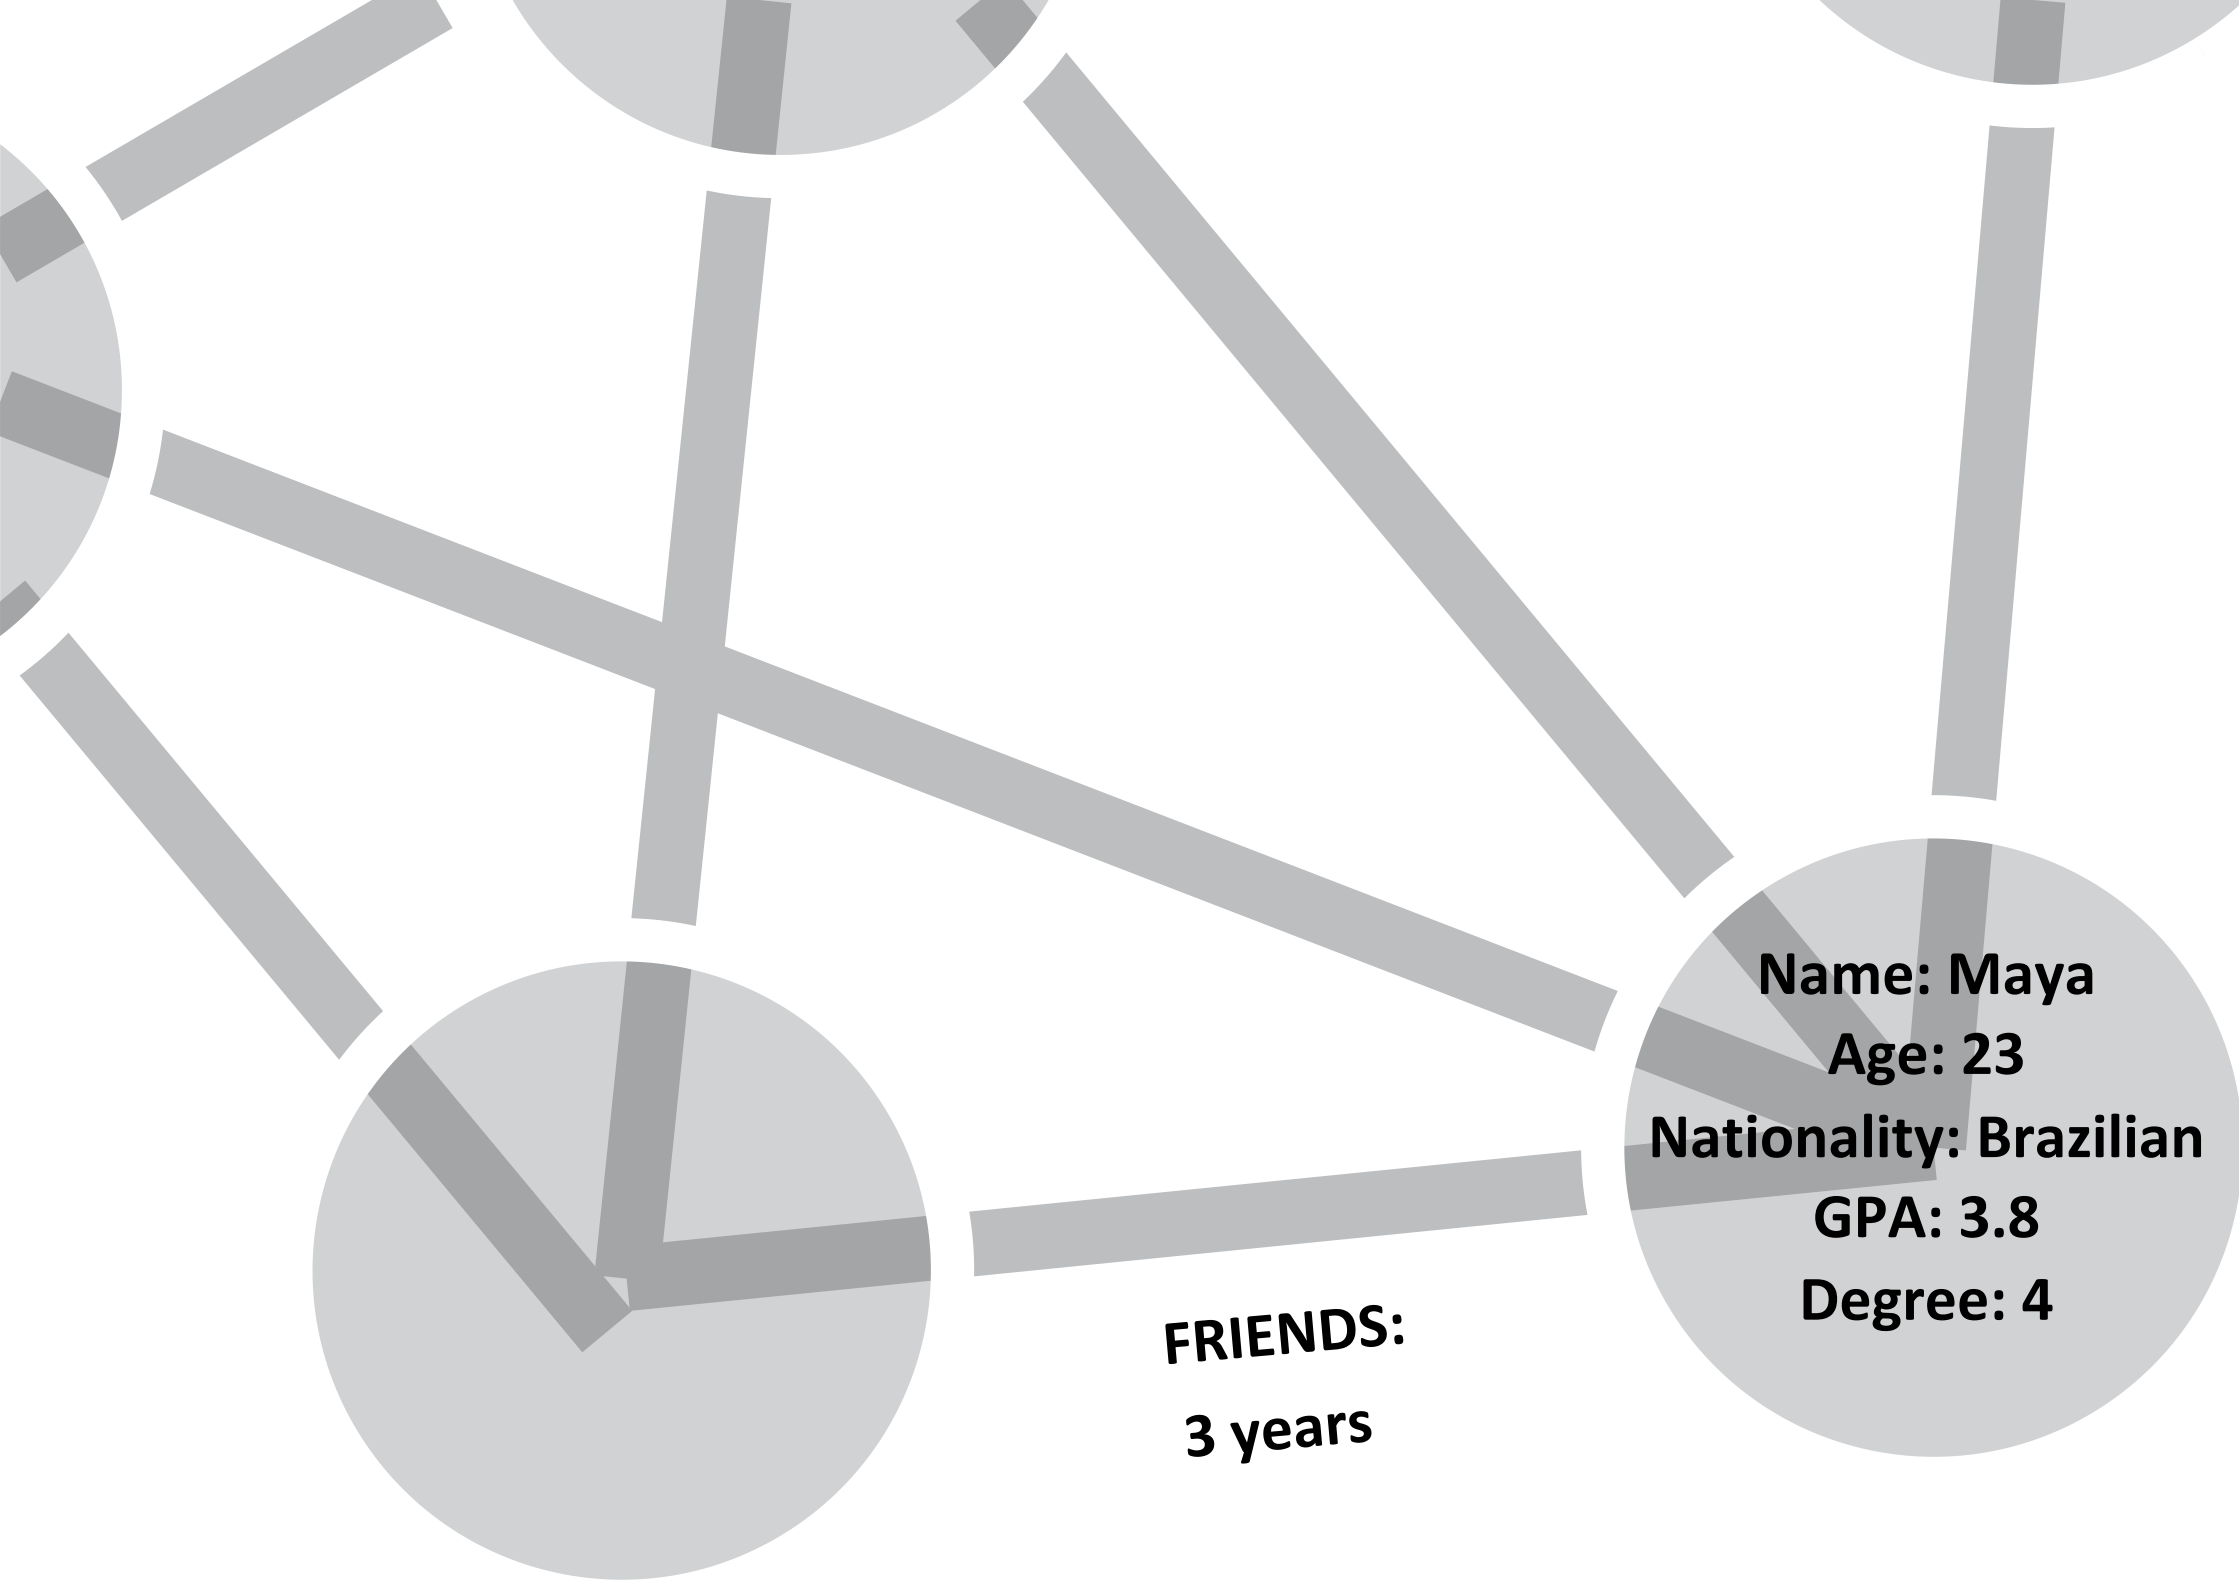 Name: Maya
Age: 23
Nationality: Brazilian
GPA: 3.8
Degree: 4
FRIENDS:
3 years